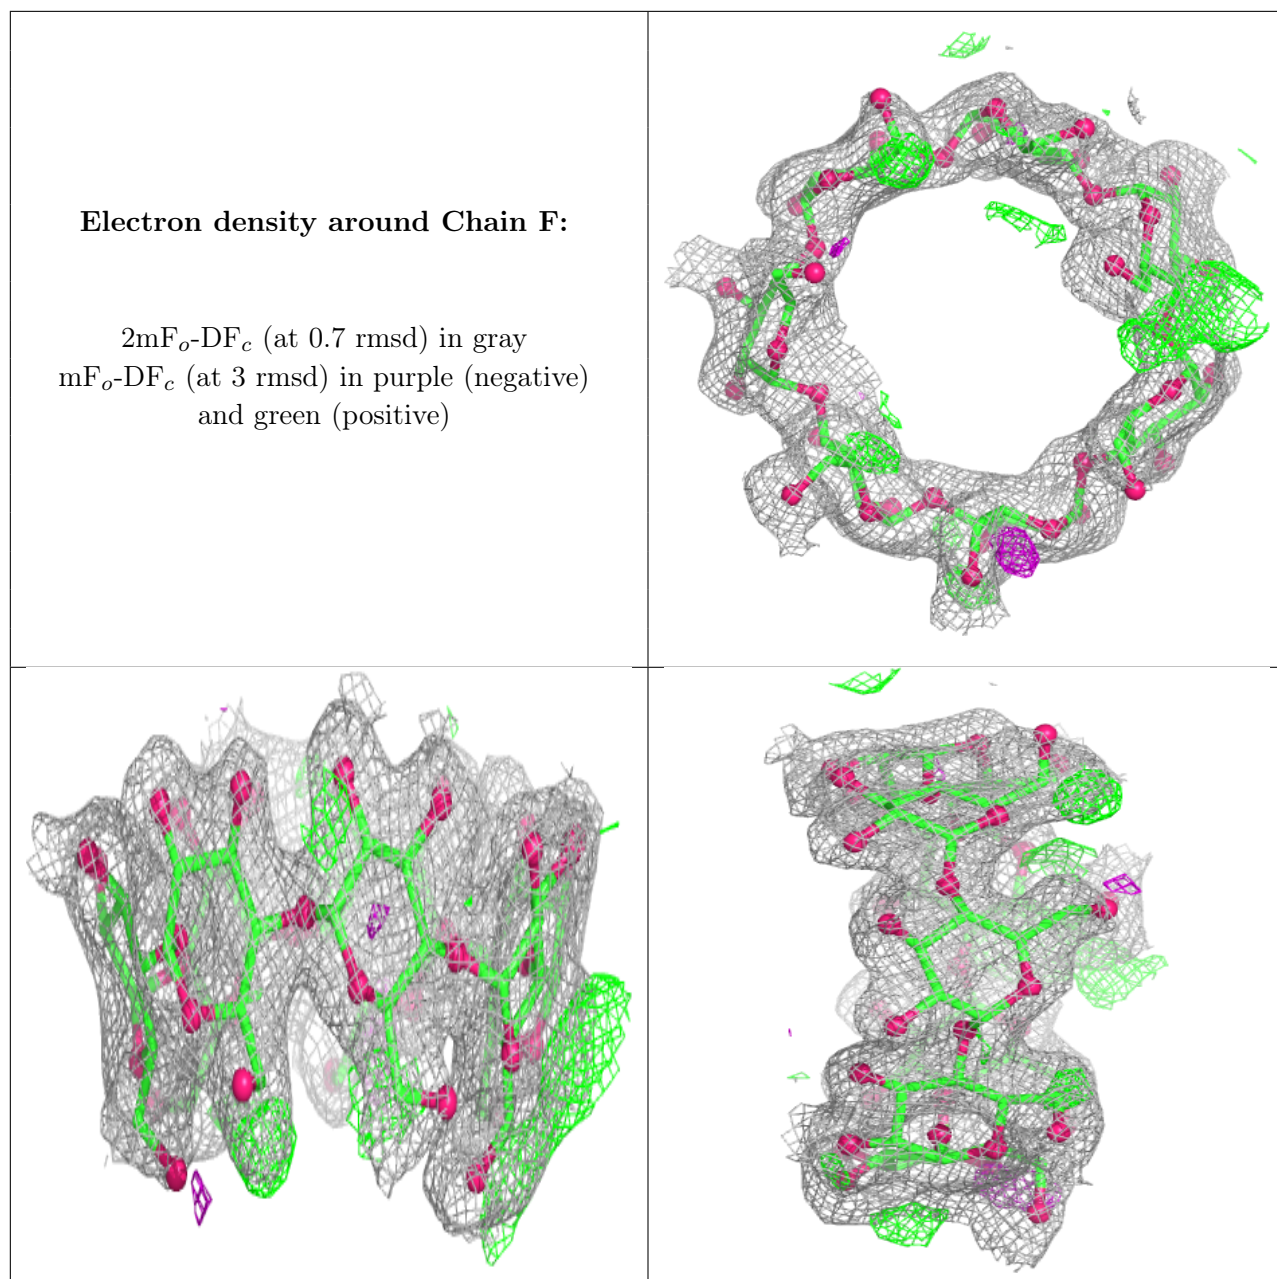 Electron density around Chain F:
2mFₒ-DF𝒸 (at 0.7 rmsd) in gray
mFₒ-DF𝒸 (at 3 rmsd) in purple (negative)
and green (positive)